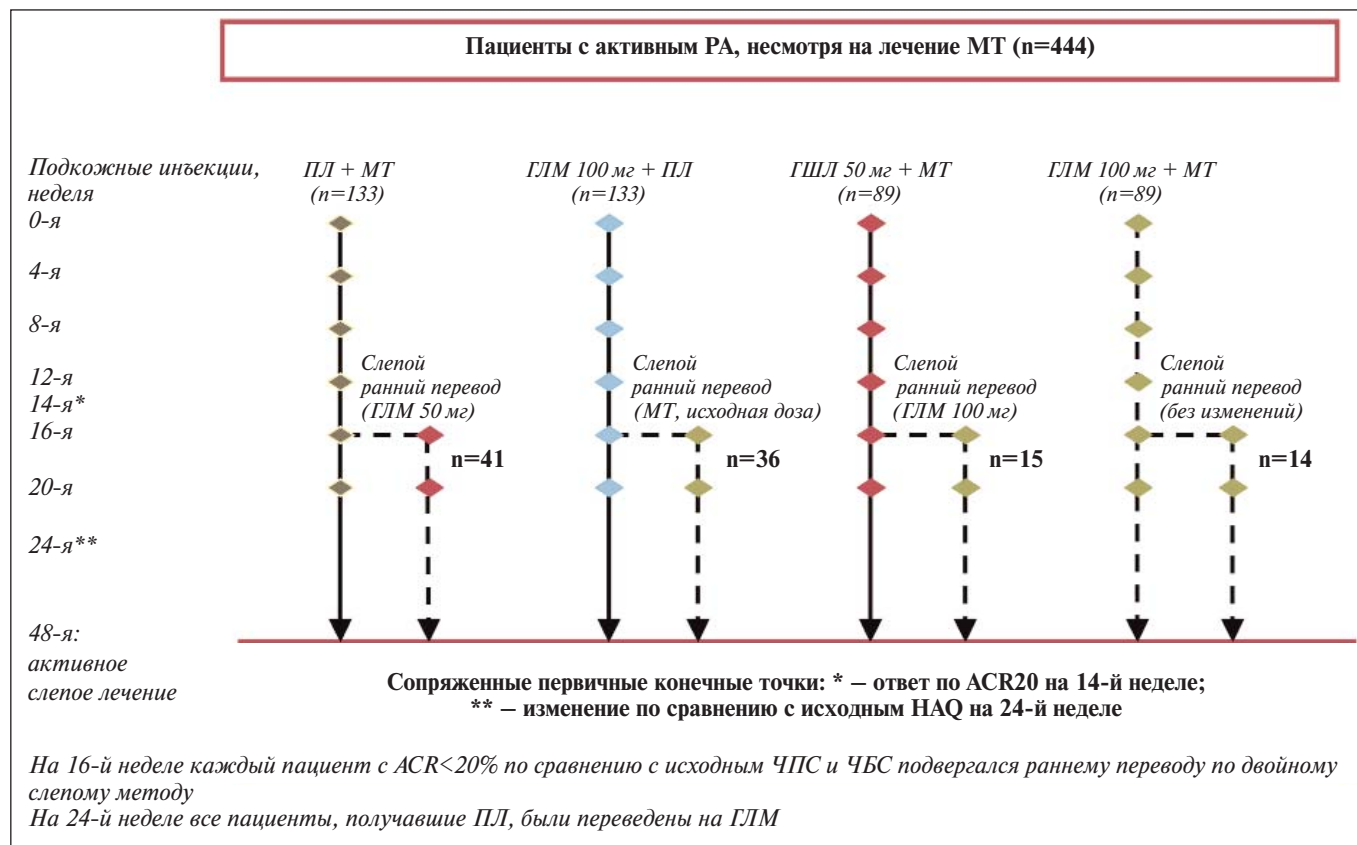 Пациенты с активным РА, несмотря на лечение МТ (n=444)
Подкожные инъекции,
неделя
ПЛ + МТ
(n=133)
ГЛМ 100 мг + ПЛ
(n=133)
ГШЛ 50 мг + МТ
(n=89)
ГЛМ 100 мг + МТ
(n=89)
0-я
4-я
8-я
12-я
14-я*
16-я
20-я
24-я**
48-я:
активное
слепое лечение
Слепой
ранний перевод
(ГЛМ 50 мг)
n=41
Слепой
ранний перевод
(МТ, исходная доза)
n=36
Слепой
ранний перевод
(ГЛМ 100 мг)
n=15
Слепой
ранний перевод
(без изменений)
n=14
Сопряженные первичные конечные точки: * – ответ по ACR20 на 14-й неделе;
** – изменение по сравнению с исходным HAQ на 24-й неделе
На 16-й неделе каждый пациент с ACR<20% по сравнению с исходным ЧПС и ЧБС подвергался раннему переводу по двойному
слепому методу
На 24-й неделе все пациенты, получавшие ПЛ, были переведены на ГЛМ